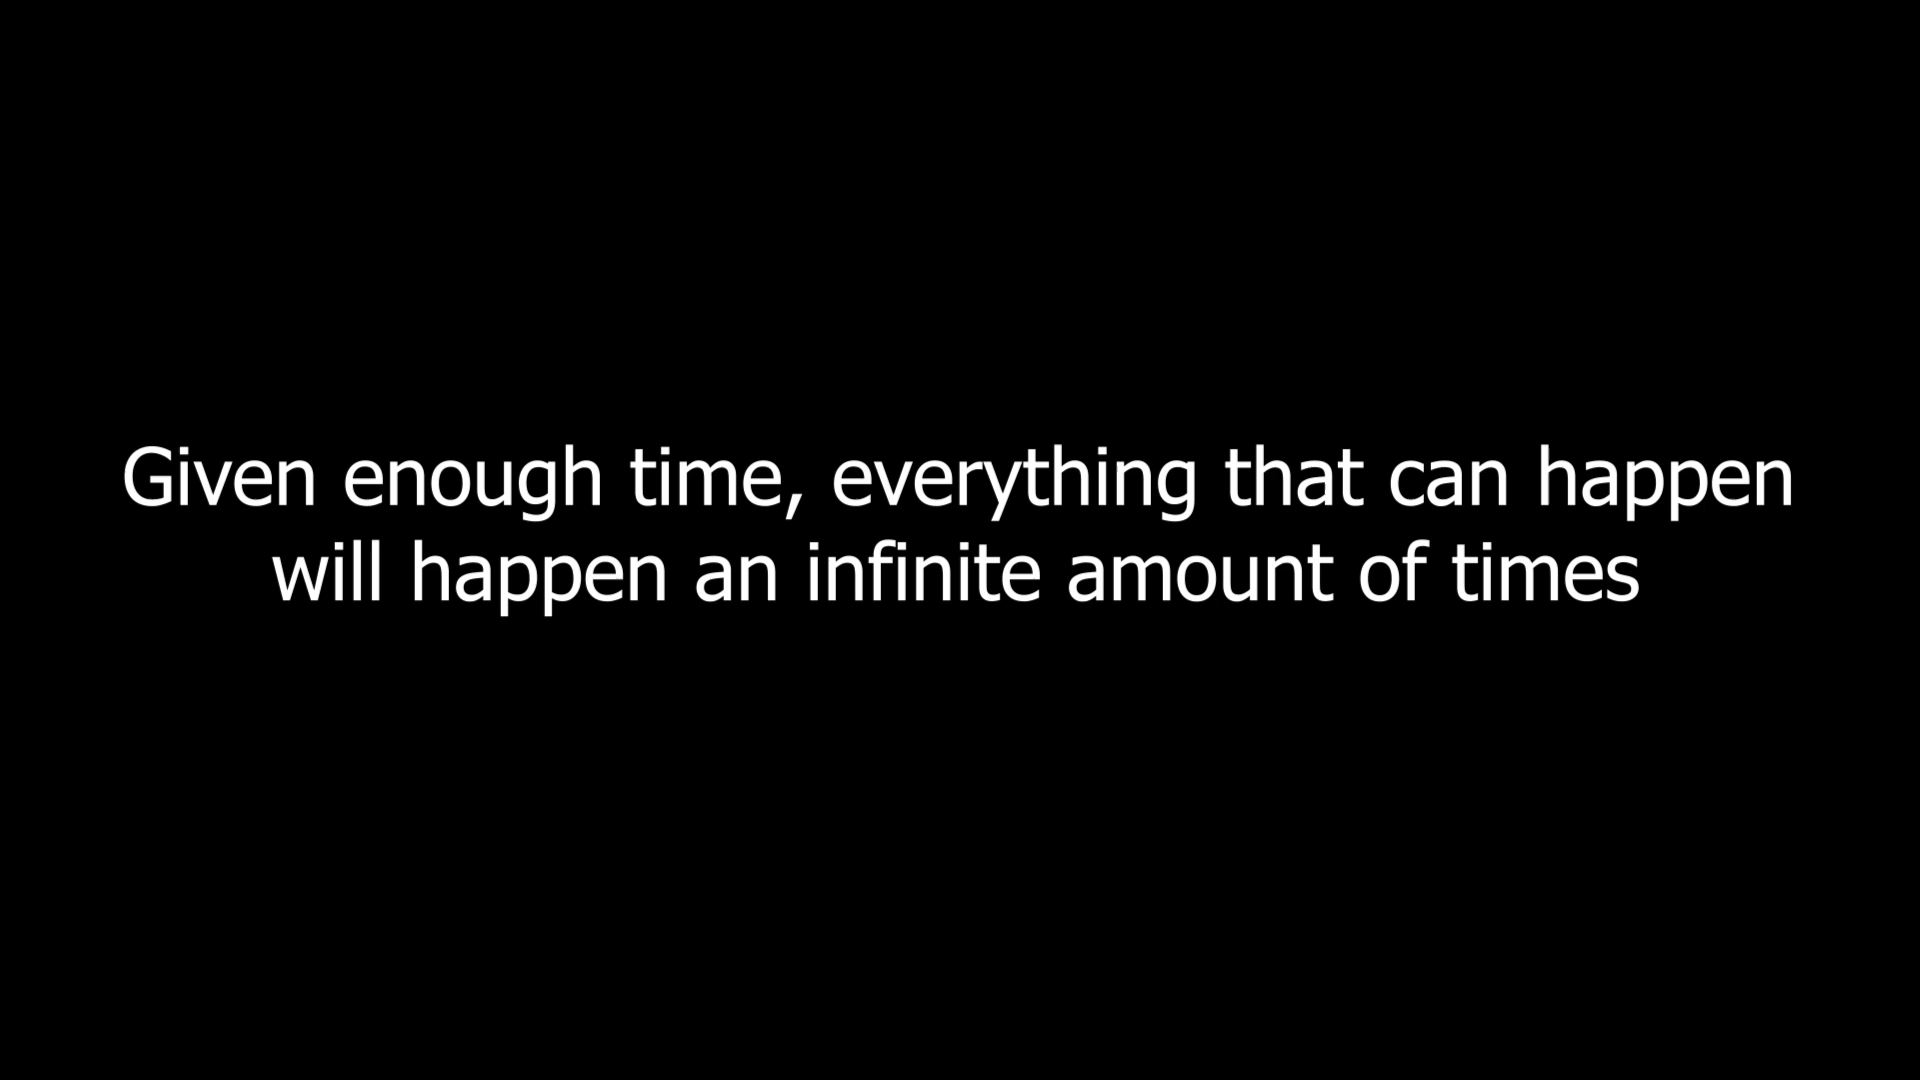 Given enough time, everything that can happen
will happen an infinite amount of times